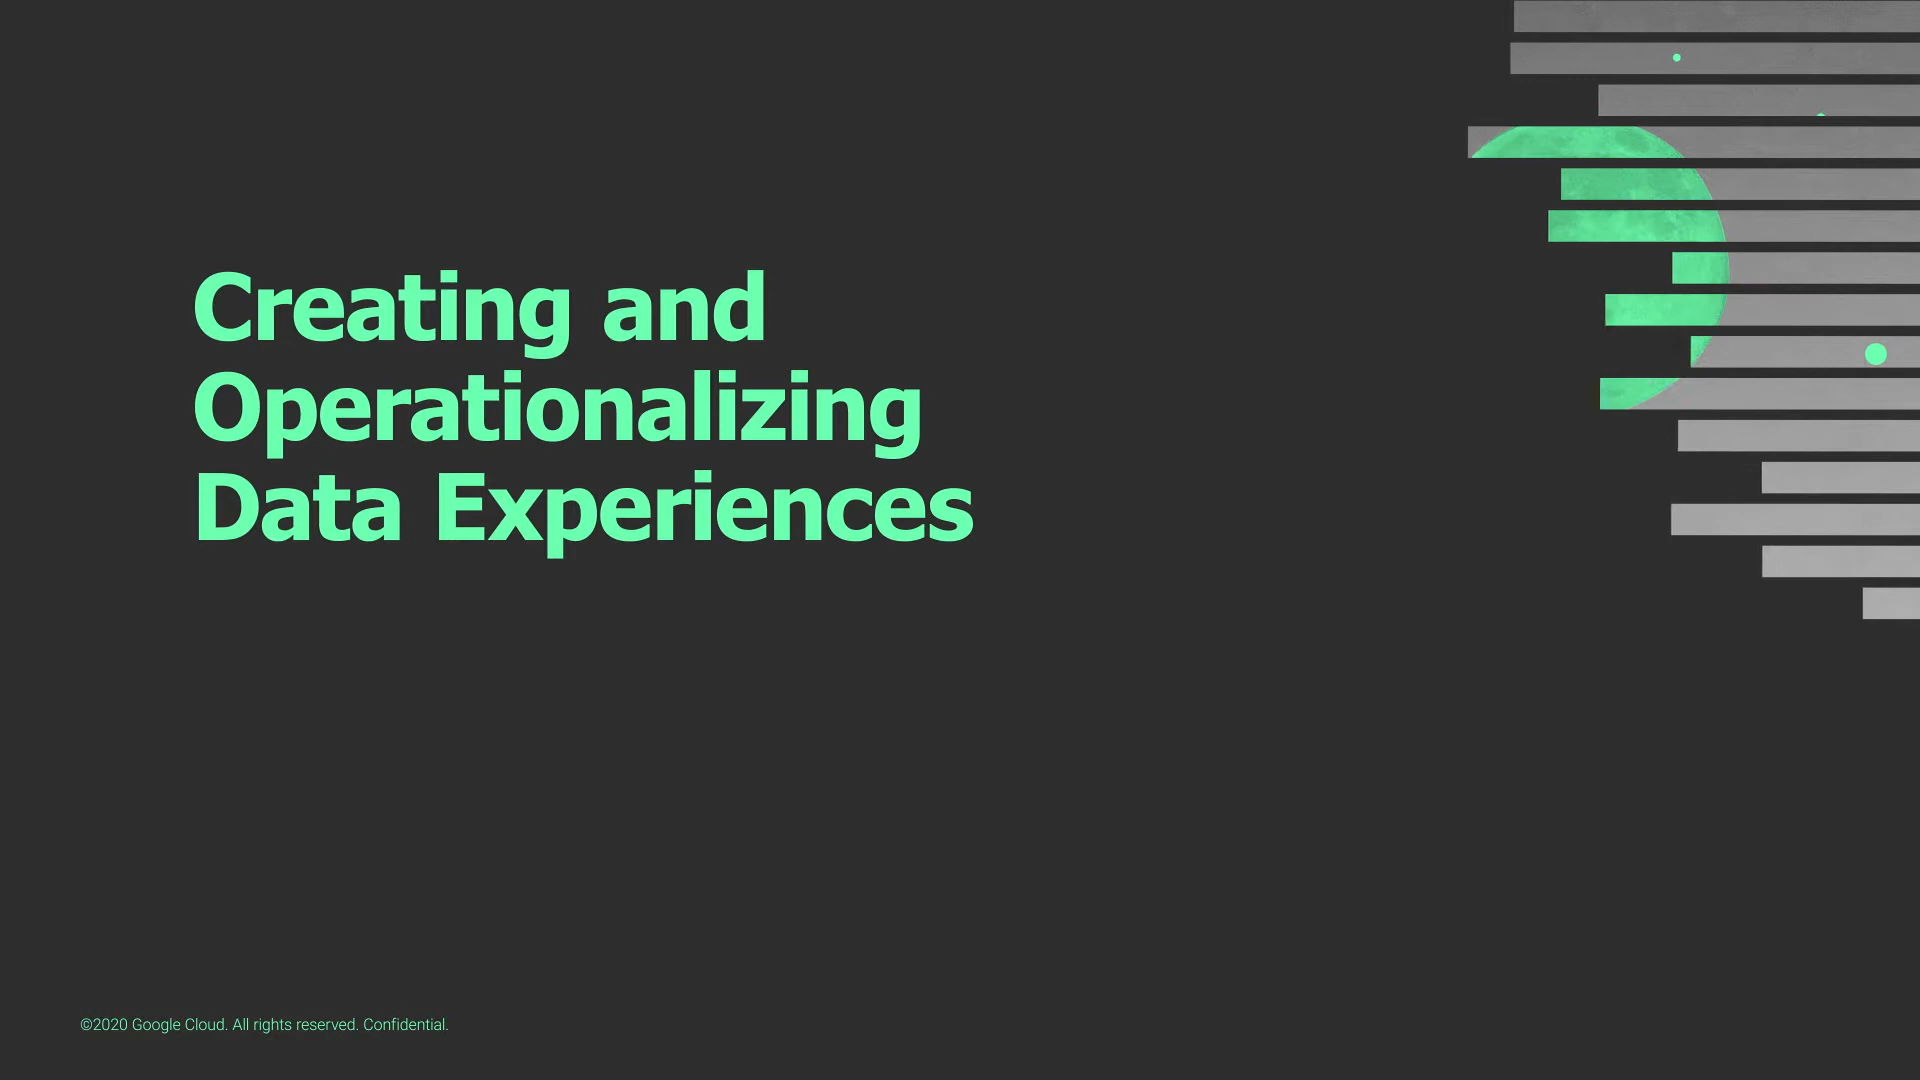 Creating and
Operationalizing
Data Experiences
©2020 Google Cloud. All rights reserved. Confidential.